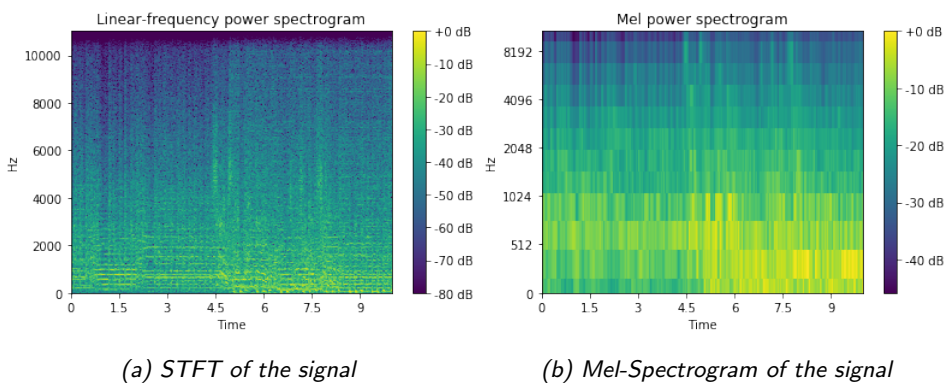 Linear-frequency power spectrogram
10000
8000
6000
4000
2000
0
Hz
0 1.5 3 4.5 6 7.5 9
Time
+0 dB
-10 dB
-20 dB
-30 dB
-40 dB
-50 dB
-60 dB
-70 dB
-80 dB
(a) STFT of the signal
Mel power spectrogram
8192
4096
2048
1024
512
0
Hz
0 1.5 3 4.5 6 7.5 9
Time
+0 dB
-10 dB
-20 dB
-30 dB
-40 dB
(b) Mel-Spectrogram of the signal